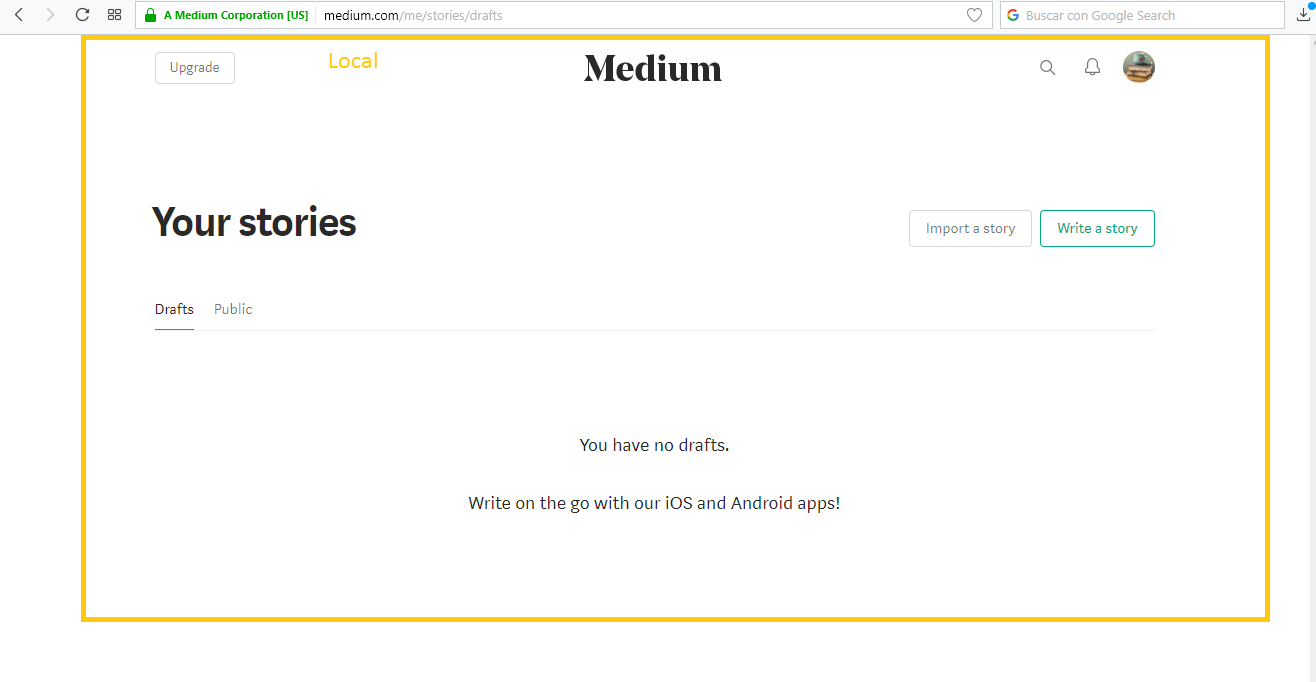 A Medium Corporation [US] medium.com/me/stories/drafts Buscar con Google Search
Upgrade Local Medium
Your stories Import a story Write a story
Drafts Public
You have no drafts.
Write on the go with our iOS and Android apps!